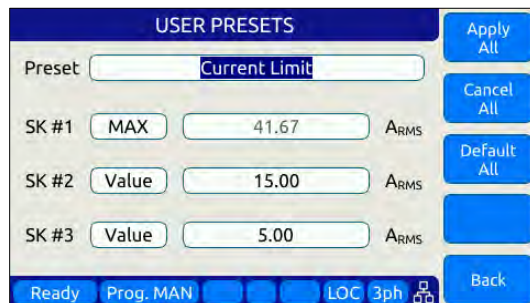 USER PRESETS
Preset Current Limit
SK #1 MAX 41.67 ARMS
SK #2 Value 15.00 ARMS
SK #3 Value 5.00 ARMS
Ready Prog. MAN LOC 3ph
Apply
All
Cancel
All
Default
All
Back